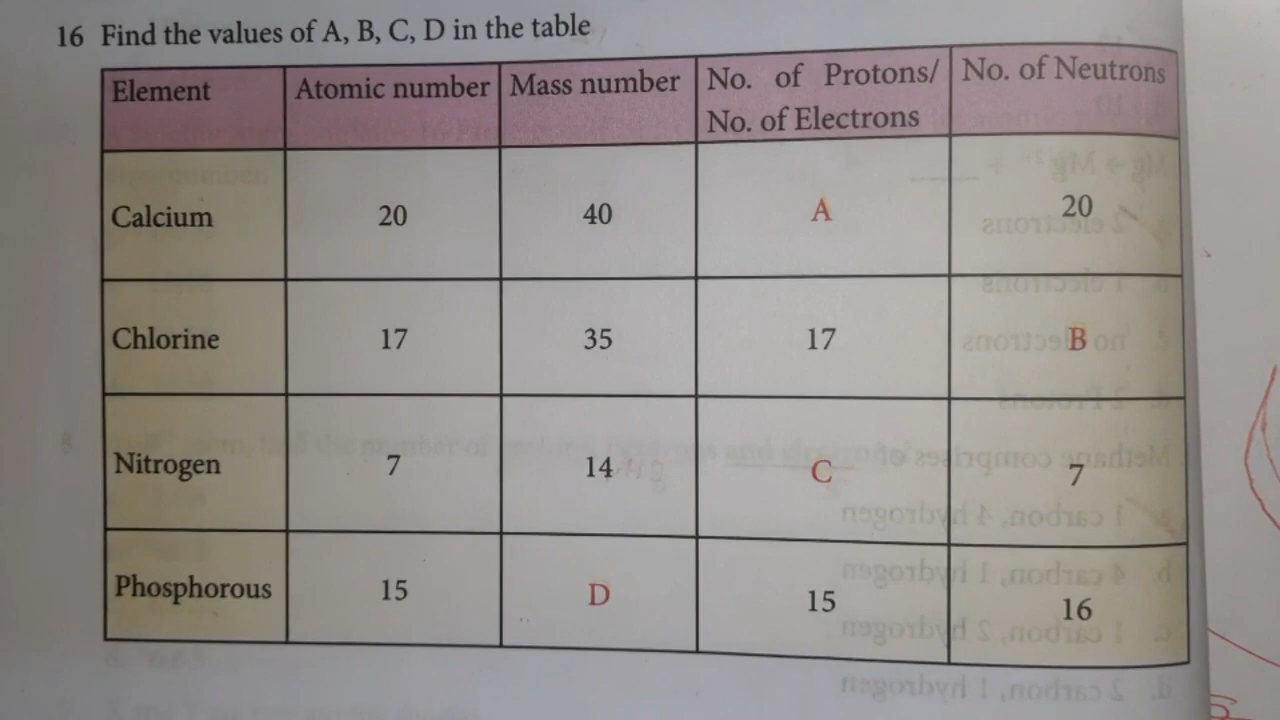 16 Find the values of A, B, C, D in the table
Element Atomic number Mass number No. of Protons/ No. of Neutrons
No. of Electrons
Calcium 20 40 A 20
Chlorine 17 35 17 B
Nitrogen 7 14 C 7
Phosphorous 15 D 15 16